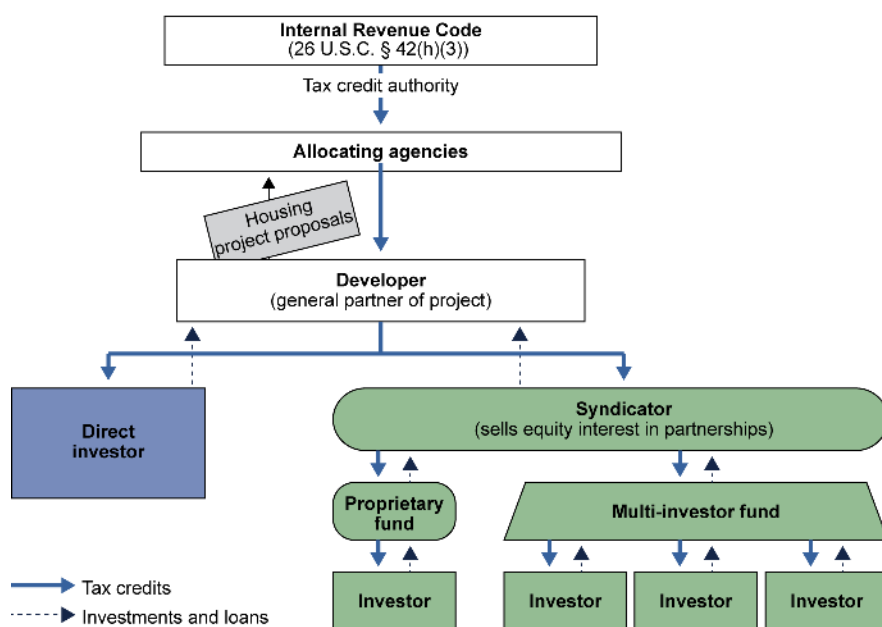 Internal Revenue Code
(26 U.S.C. § 42(h)(3))
Tax credit authority
Allocating agencies
Housing
project proposals
Developer
(general partner of project)
Direct
investor
Syndicator
(sells equity interest in partnerships)
Proprietary
fund
Multi-investor fund
Tax credits
Investments and loans
Investor
Investor
Investor
Investor